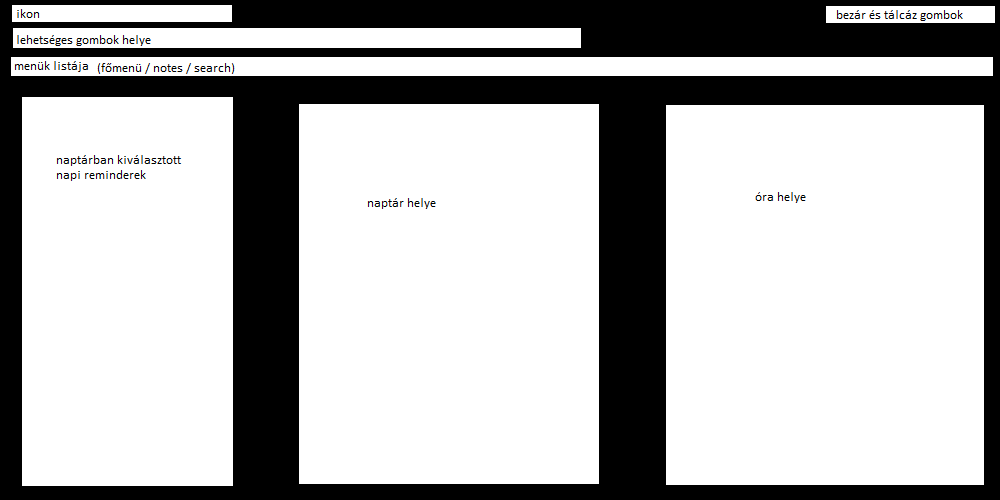 ikon
bezár és tálcáz gombok
lehetséges gombok helye
menük listája (főmenü / notes / search)
naptárban kiválasztott
napi reminderek
naptár helye
óra helye